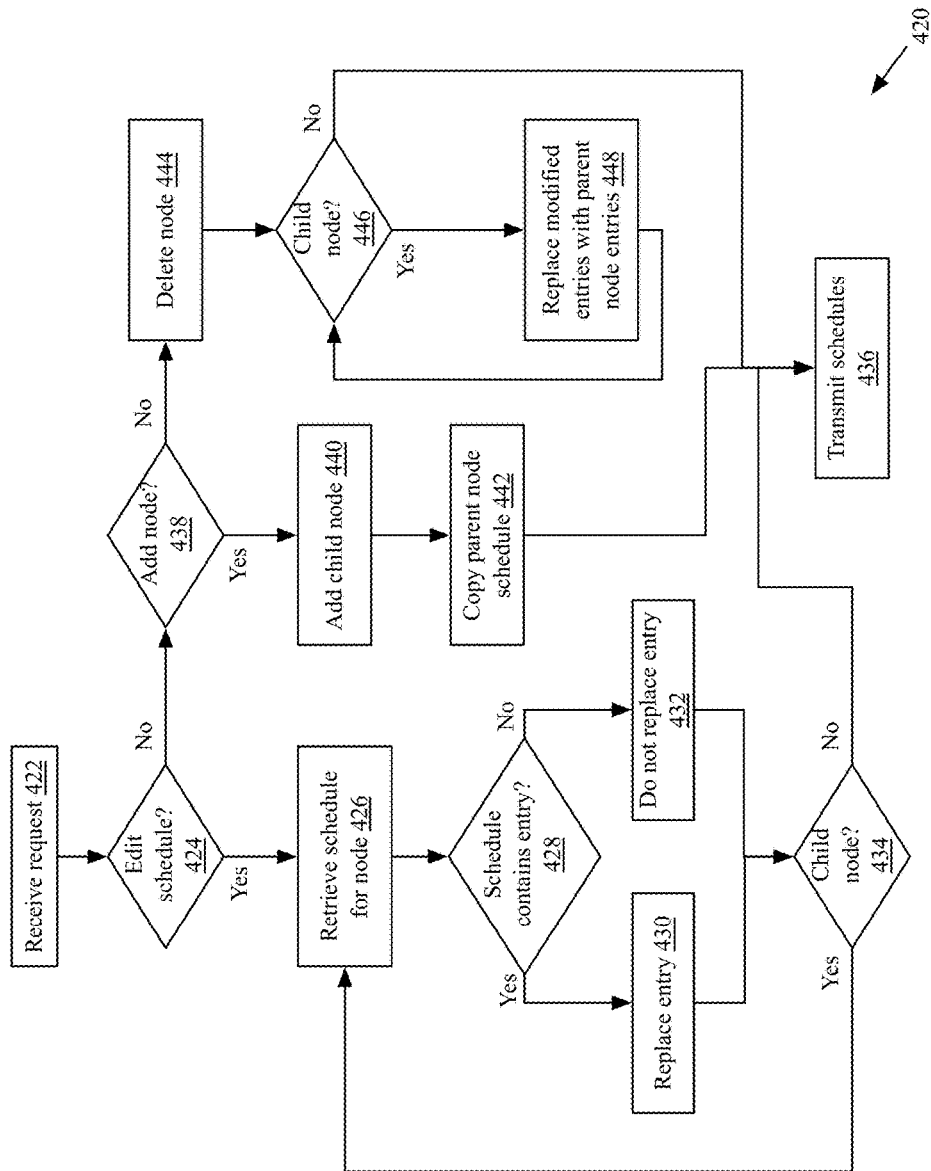 Receive request 422
Edit
schedule?
424
No
Yes
Add node?
438
No
Yes
Delete node 444
Retrieve schedule
for node 426
Add child node 440
Child
node?
446
No
Yes
Schedule
contains entry?
428
Yes
No
Copy parent node
schedule 442
Replace modified
entries with parent
node entries 448
Replace entry 430
Do not replace entry
432
Child
node?
434
Yes
No
Transmit schedules
436
420